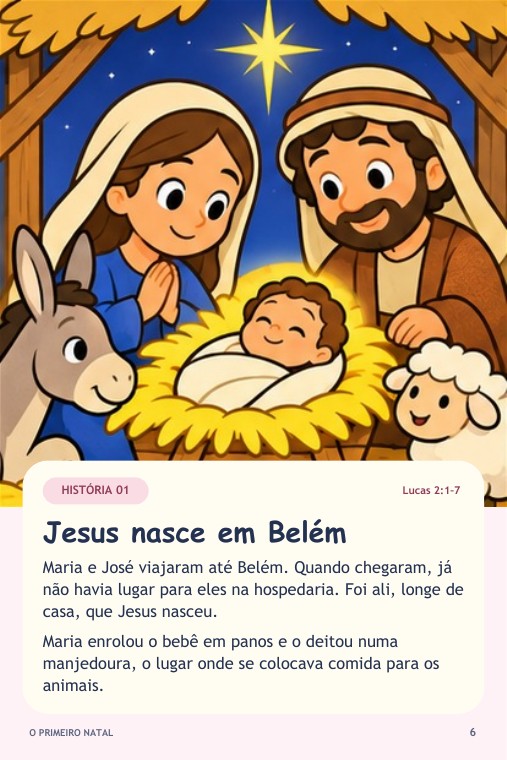 HISTÓRIA 01
Lucas 2:1-7
Jesus nasce em Belém
Maria e José viajaram até Belém. Quando chegaram, já
não havia lugar para eles na hospedaria. Foi ali, longe de
casa, que Jesus nasceu.
Maria enrolou o bebê em panos e o deitou numa
manjedoura, o lugar onde se colocava comida para os
animais.
O PRIMEIRO NATAL
6